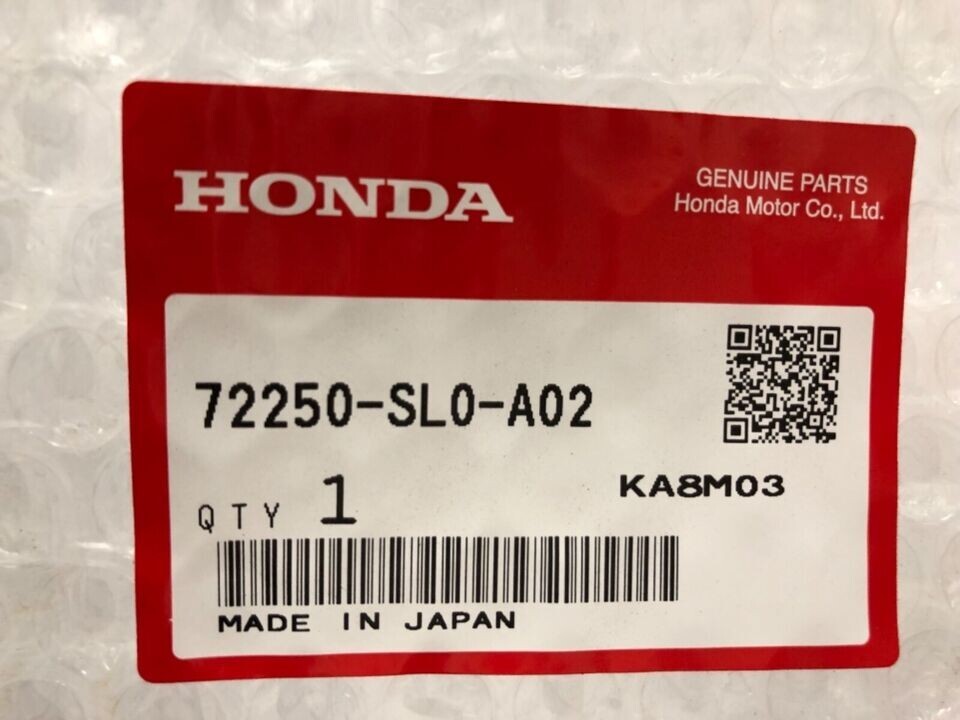 HONDA
GENUINE PARTS
Honda Motor Co., Ltd.
72250-SL0-A02
KA8M03
QTY 1
MADE IN JAPAN